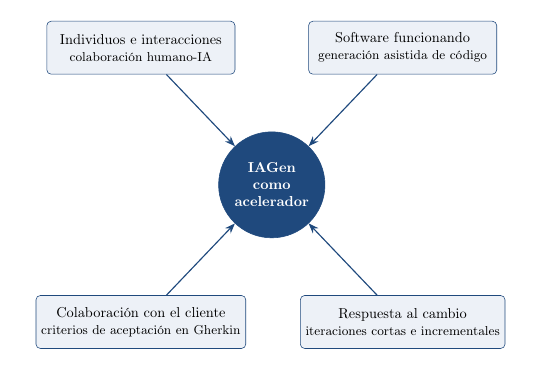 Individuos e interacciones
colaboración humano-IA
Software funcionando
generación asistida de código
IAGen
como
acelerador
Colaboración con el cliente
criterios de aceptación en Gherkin
Respuesta al cambio
iteraciones cortas e incrementales